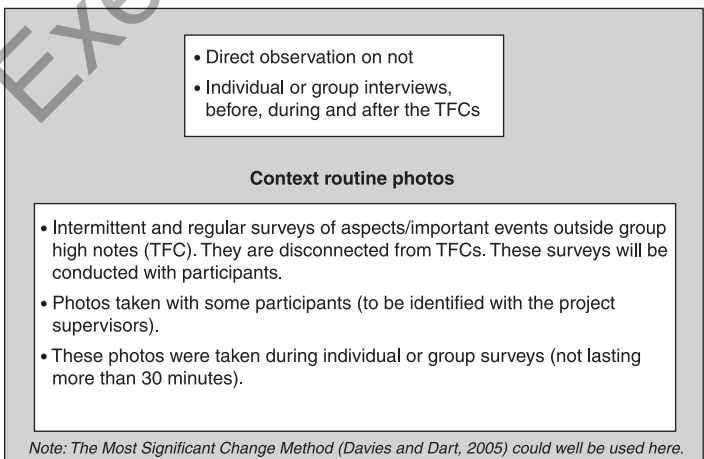 • Direct observation on not
• Individual or group interviews,
before, during and after the TFCs
Context routine photos
• Intermittent and regular surveys of aspects/important events outside group
high notes (TFC). They are disconnected from TFCs. These surveys will be
conducted with participants.
• Photos taken with some participants (to be identified with the project
supervisors).
• These photos were taken during individual or group surveys (not lasting
more than 30 minutes).
Note: The Most Significant Change Method (Davies and Dart, 2005) could well be used here.